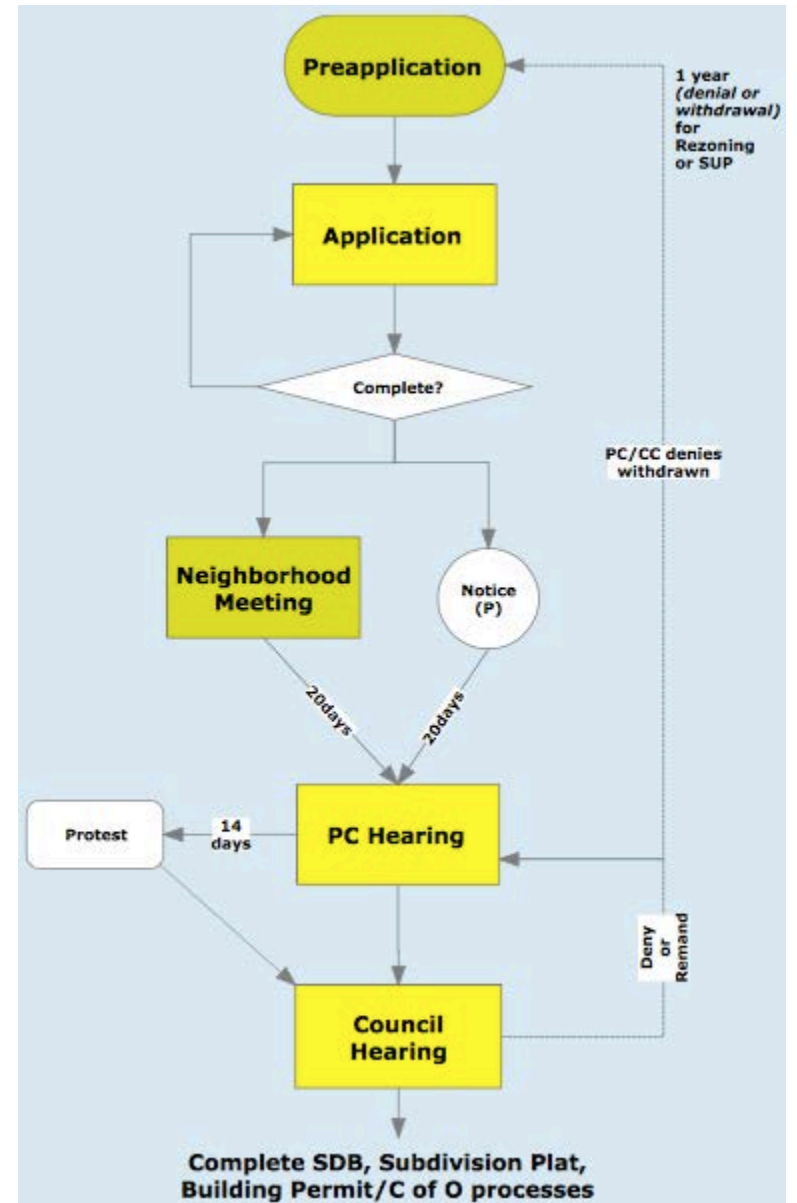 Preapplication
1 year
(denial or
withdrawal)
for
Rezoning
or SUP
Application
Complete?
PC/CC denies
withdrawn
Neighborhood
Meeting
Notice
(P)
20days
20days
Protest
14
days
PC Hearing
Deny
or
Remand
Council
Hearing
Complete SDB, Subdivision Plat,
Building Permit/C of O processes